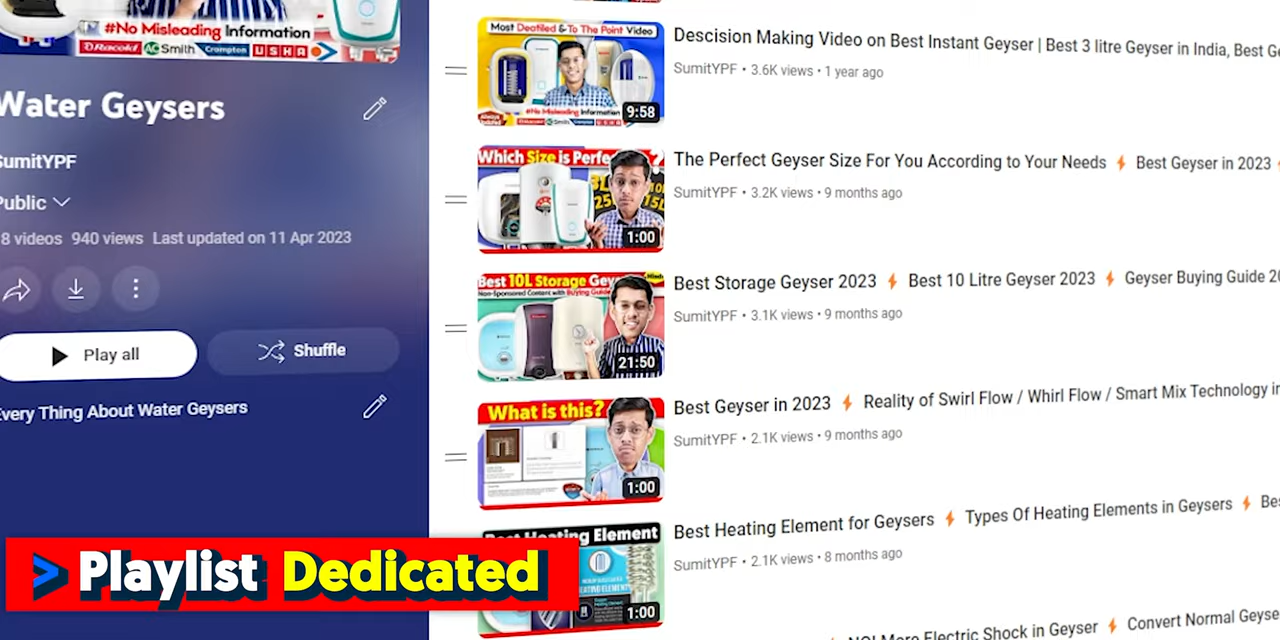 #No Misleading Information
Racold AO Smith Crompton USHA
Water Geysers
SumitYPF
Public
8 videos 940 views Last updated on 11 Apr 2023
Play all
Shuffle
Every Thing About Water Geysers
> Playlist Dedicated
Most Deatiled & To The Point Video
#No Misleading Information
9:58
Descision Making Video on Best Instant Geyser | Best 3 litre Geyser in India, Best
SumitYPF • 3.6K views • 1 year ago
Which Size is Perfe ?
1:00
The Perfect Geyser Size For You According to Your Needs ⚡ Best Geyser in 2023 ⚡
SumitYPF • 3.2K views • 9 months ago
Best 10L Storage Gey
Non-Sponsored Content with Buying Guide
21:50
Best Storage Geyser 2023 ⚡ Best 10 Litre Geyser 2023 ⚡ Geyser Buying Guide
SumitYPF • 3.1K views • 9 months ago
What is this?
1:00
Best Geyser in 2023 ⚡ Reality of Swirl Flow / Whirl Flow / Smart Mix Technology in
SumitYPF • 2.1K views • 9 months ago
Best Heating Element
HEATING ELEMENT
1:00
Best Heating Element for Geysers ⚡ Types Of Heating Elements in Geysers ⚡ Bes
SumitYPF • 2.1K views • 8 months ago
NO! More Electric Shock in Geyser ⚡ Convert Normal Geyse